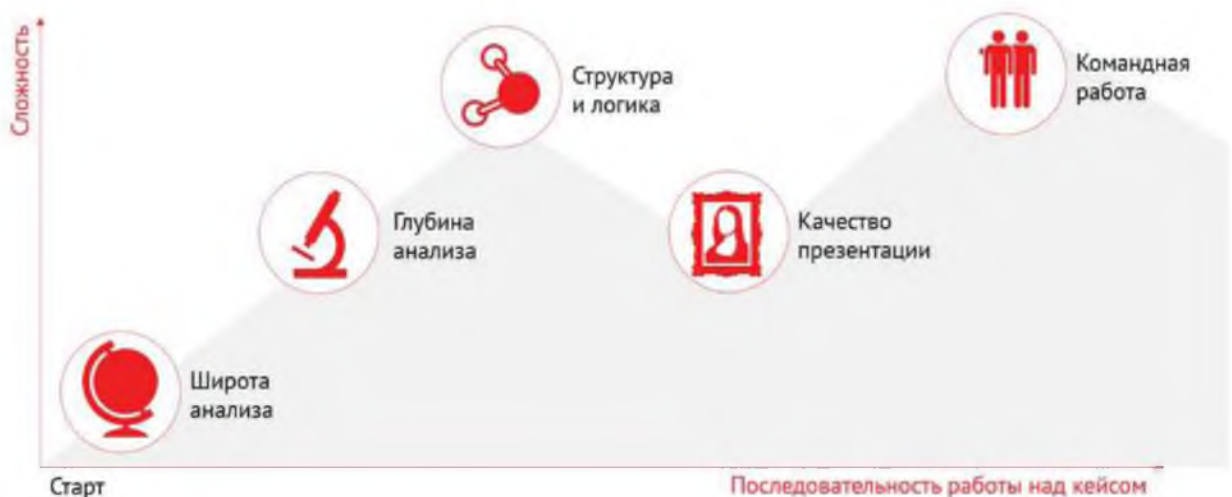 Сложность
Структура
и логика
Командная
работа
Глубина
анализа
Качество
презентации
Широта
анализа
Старт
Последовательность работы над кейсом